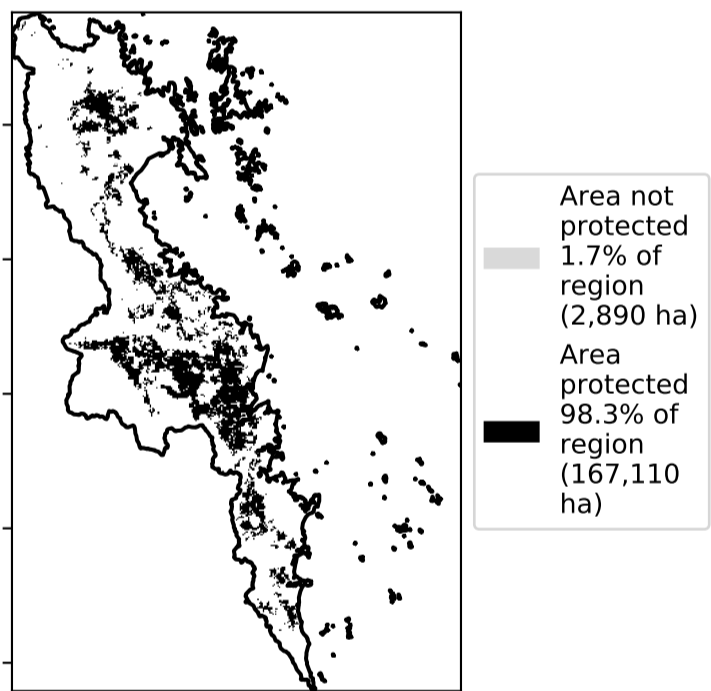 Area not
protected
1.7% of
region
(2,890 ha)
Area
protected
98.3% of
region
(167,110
ha)